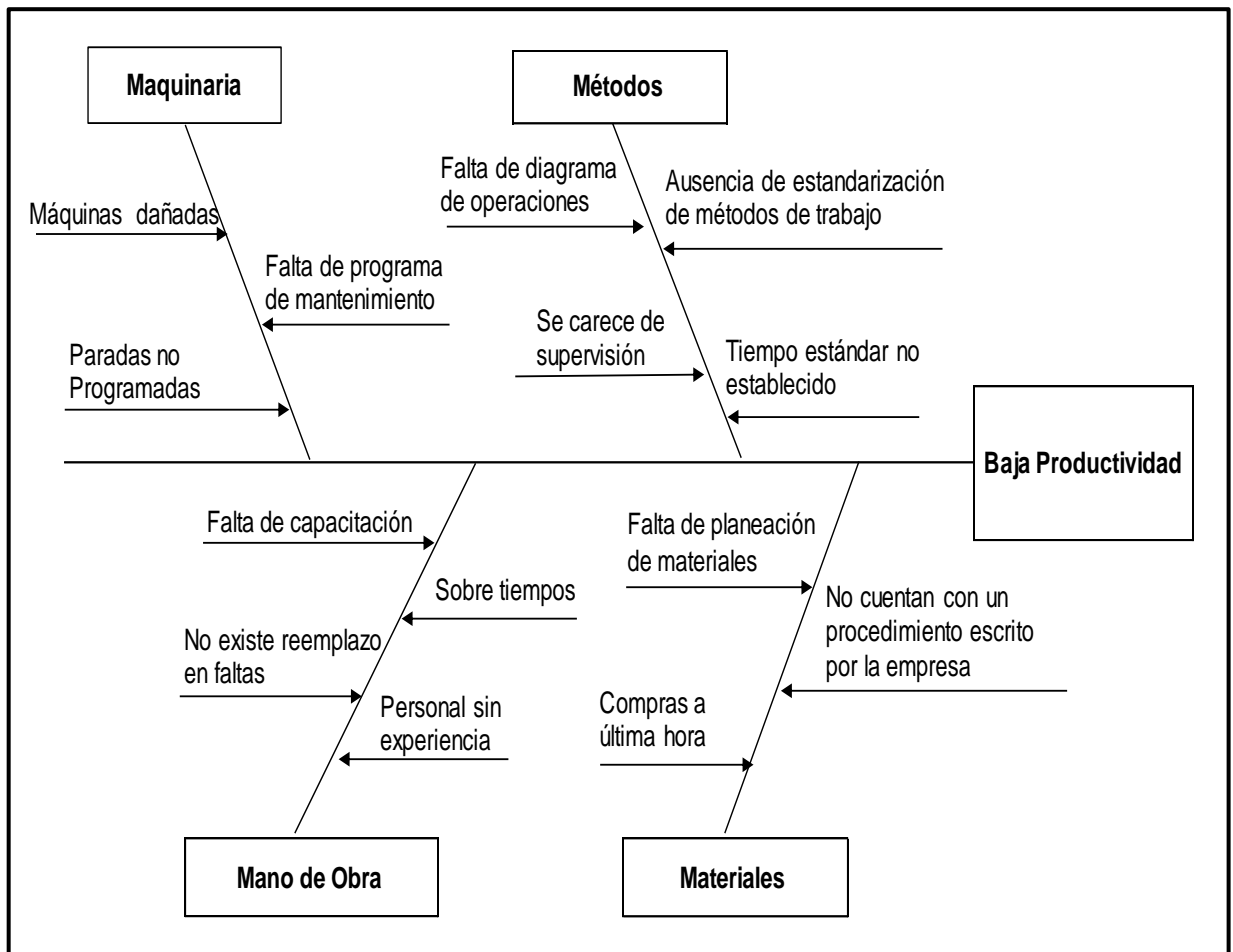 Maquinaria
Métodos
Falta de diagrama
de operaciones
Ausencia de estandarización
de métodos de trabajo
Máquinas dañadas
Falta de programa
de mantenimiento
Se carece de
supervisión
Paradas no
Programadas
Tiempo estándar no
establecido
Baja Productividad
Falta de capacitación
Falta de planeación
de materiales
Sobre tiempos
No cuentan con un
procedimiento escrito
por la empresa
No existe reemplazo
en faltas
Personal sin
experiencia
Compras a
última hora
Mano de Obra
Materiales